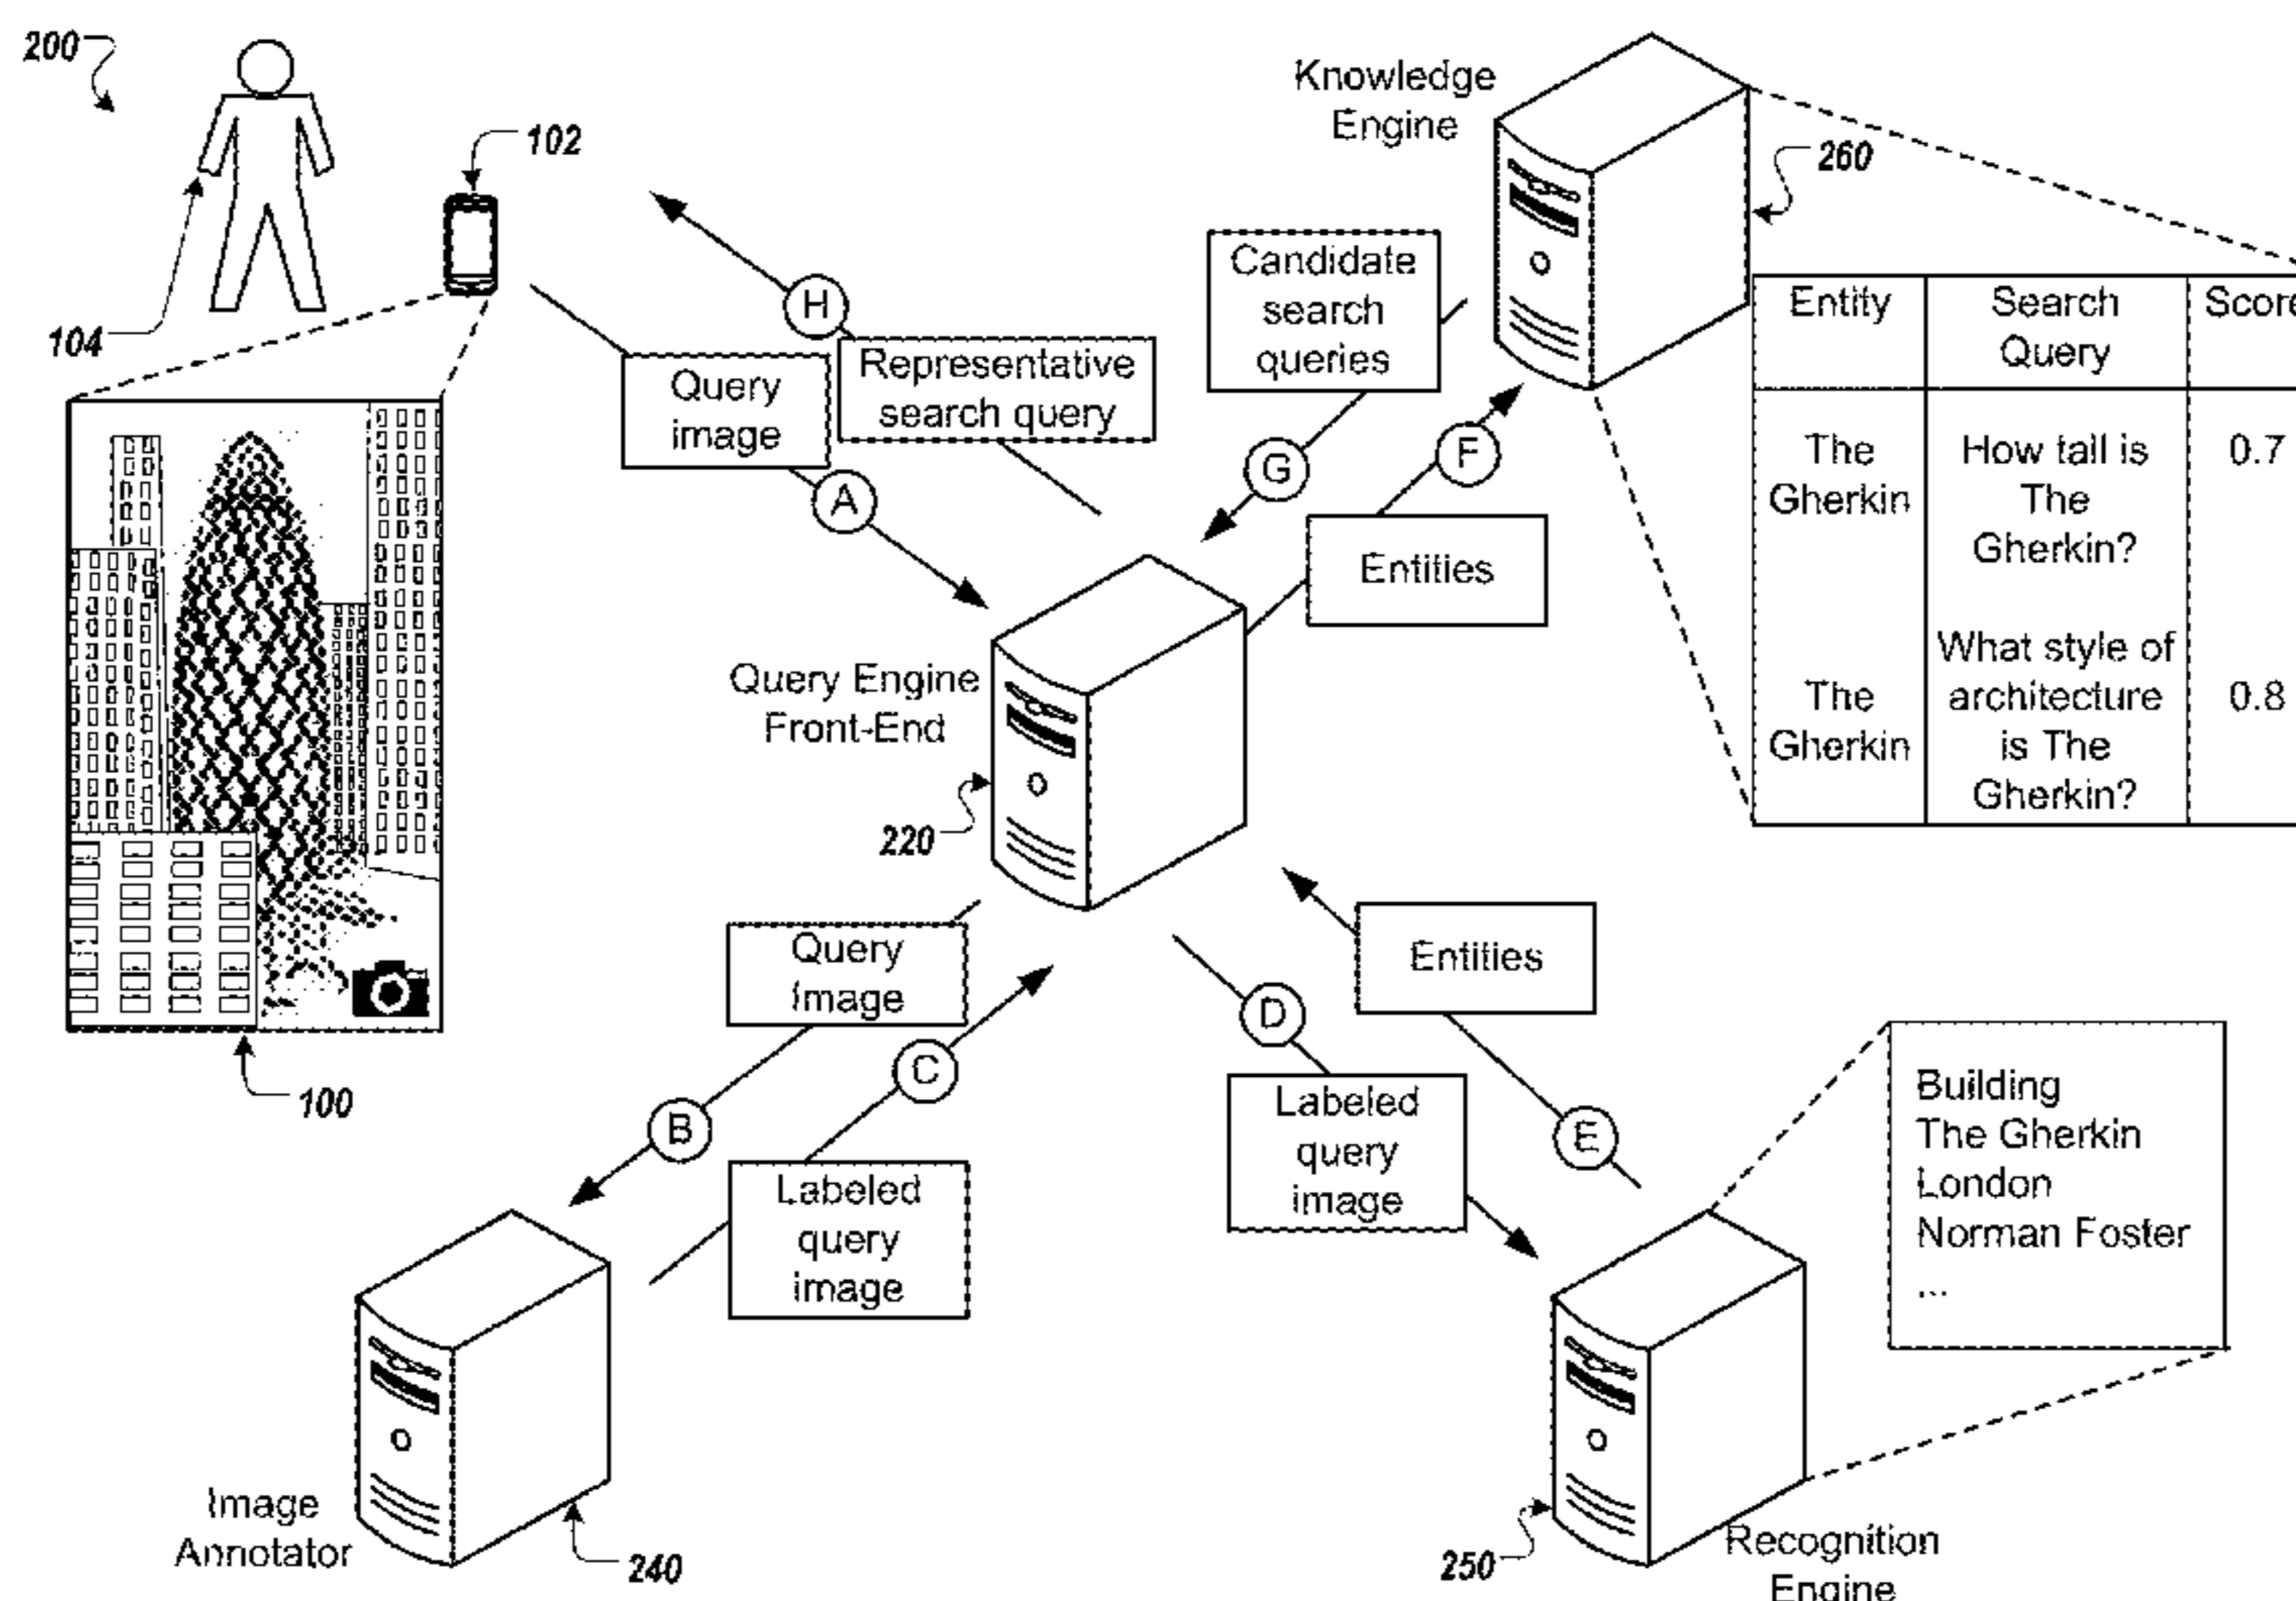 200
102
104
100
Query
image
A
H
Representative
search query
Knowledge
Engine
260
Candidate
search
queries
G
F
Entities
Entity
Search
Query
Score
The
Gherkin
How tall is
The
Gherkin?
0.7
The
Gherkin
What style of
architecture
is The
Gherkin?
0.8
Query Engine
Front-End
220
Query
Image
B
C
Labeled
query
image
Image
Annotator
240
D
Labeled
query
image
Entities
E
Building
The Gherkin
London
Norman Foster
...
250
Recognition
Engine